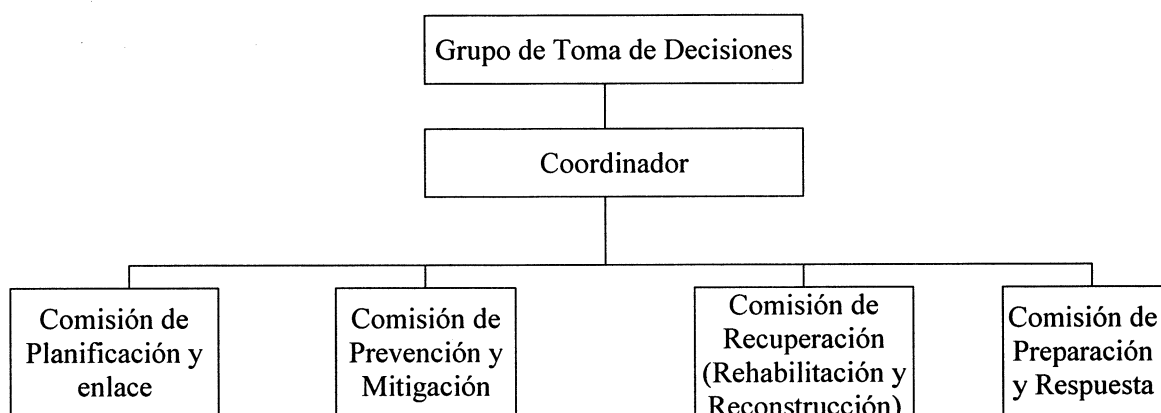 Grupo de Toma de Decisiones
Coordinador
Comisión de
Planificación y
enlace
Comisión de
Prevención y
Mitigación
Comisión de
Recuperación
(Rehabilitación y
Reconstrucción)
Comisión de
Preparación
y Respuesta